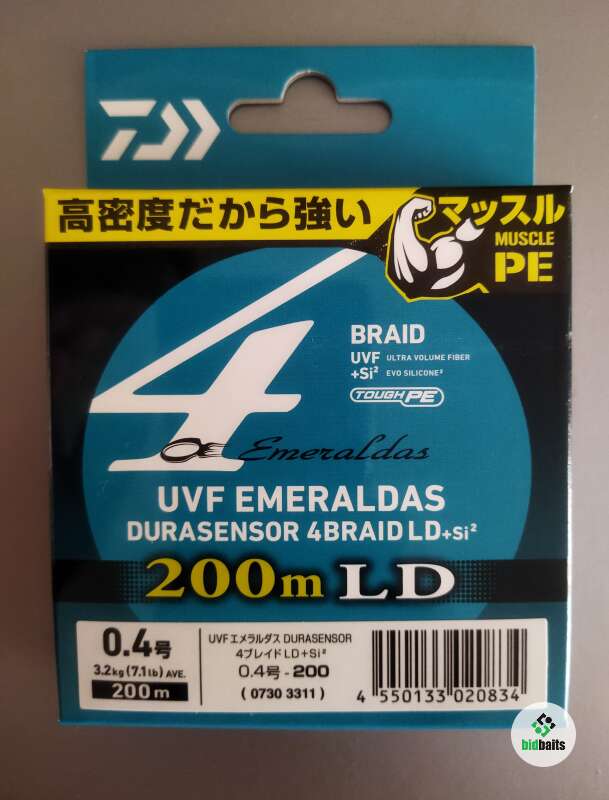 高密度だから強い
マッスル
MUSCLE
PE
4
BRAID
UVF ULTRA VOLUME FIBER
+Si² EVO SILICONE²
TOUGH PE
Emeraldas
UVF EMERALDAS
DURASENSOR 4BRAID LD+Si²
200m LD
0.4号
3.2kg (7.1lb) AVE.
200m
UVFエメラルダス DURASENSOR
4ブレイドLD+Si²
0.4号-200
(0730 3311)
4 550133 020834
bidbaits